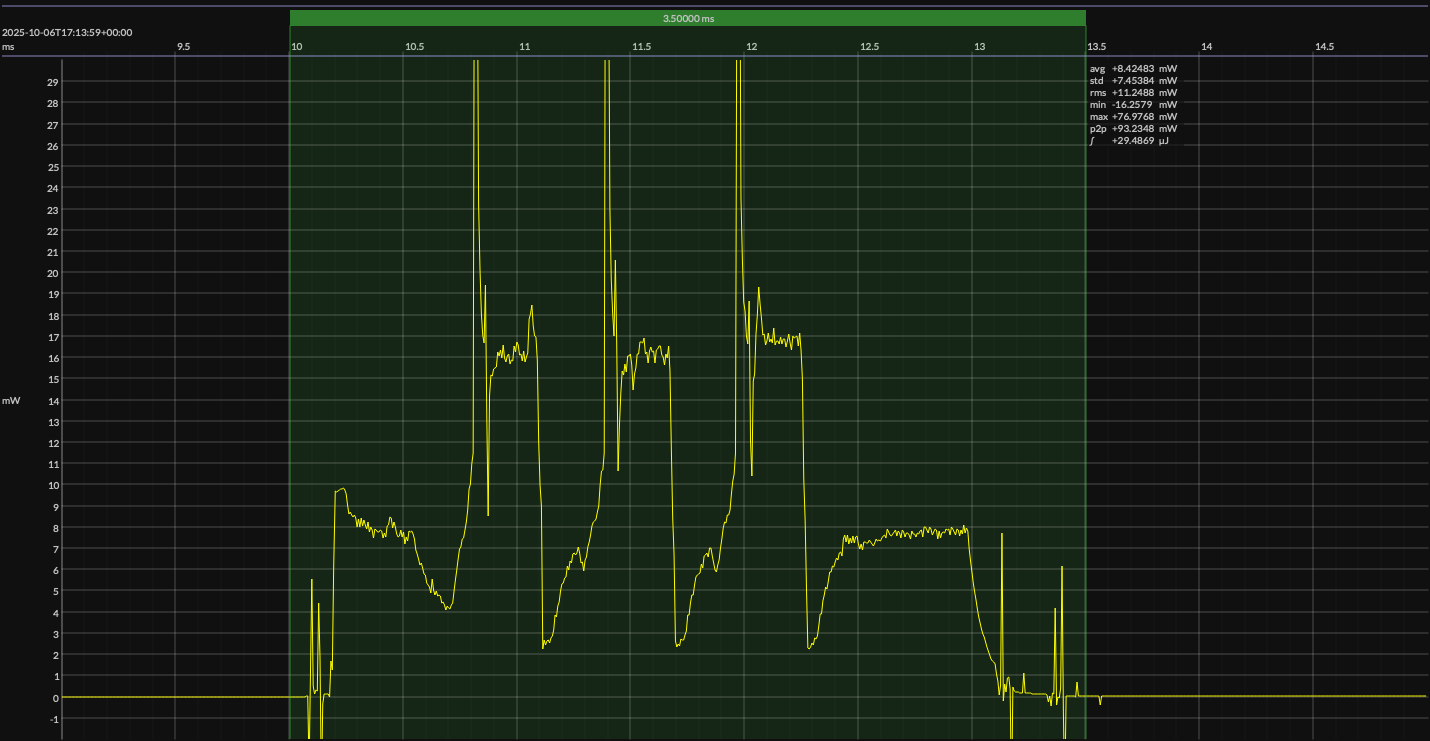 3.50000 ms
2025-10-06T17:13:59+00:00
ms 9.5 10 10.5 11 11.5 12 12.5 13 13.5 14 14.5
avg +8.42483 mW
std +7.45384 mW
rms +11.2488 mW
min -16.2579 mW
max +76.9768 mW
p2p +93.2348 mW
∫ +29.4869 µJ
29
28
27
26
25
24
23
22
21
20
19
18
17
16
15
mW 14
13
12
11
10
9
8
7
6
5
4
3
2
1
0
-1